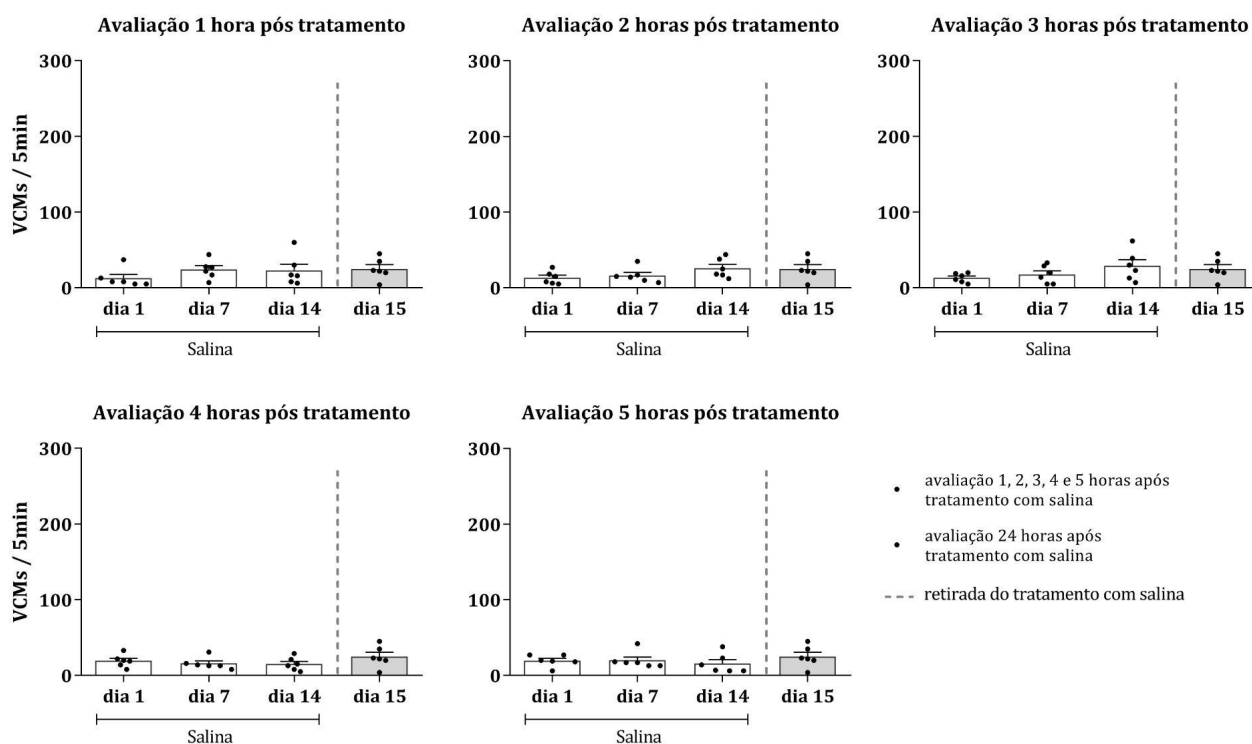 Avaliação 1 hora pós tratamento
VCMs / 5min
300
200
100
0
dia 1 dia 7 dia 14 dia 15
Salina
Avaliação 2 horas pós tratamento
300
200
100
0
dia 1 dia 7 dia 14 dia 15
Salina
Avaliação 3 horas pós tratamento
300
200
100
0
dia 1 dia 7 dia 14 dia 15
Salina
Avaliação 4 horas pós tratamento
VCMs / 5min
300
200
100
0
dia 1 dia 7 dia 14 dia 15
Salina
Avaliação 5 horas pós tratamento
300
200
100
0
dia 1 dia 7 dia 14 dia 15
Salina
avaliação 1, 2, 3, 4 e 5 horas após
tratamento com salina
avaliação 24 horas após
tratamento com salina
retirada do tratamento com salina